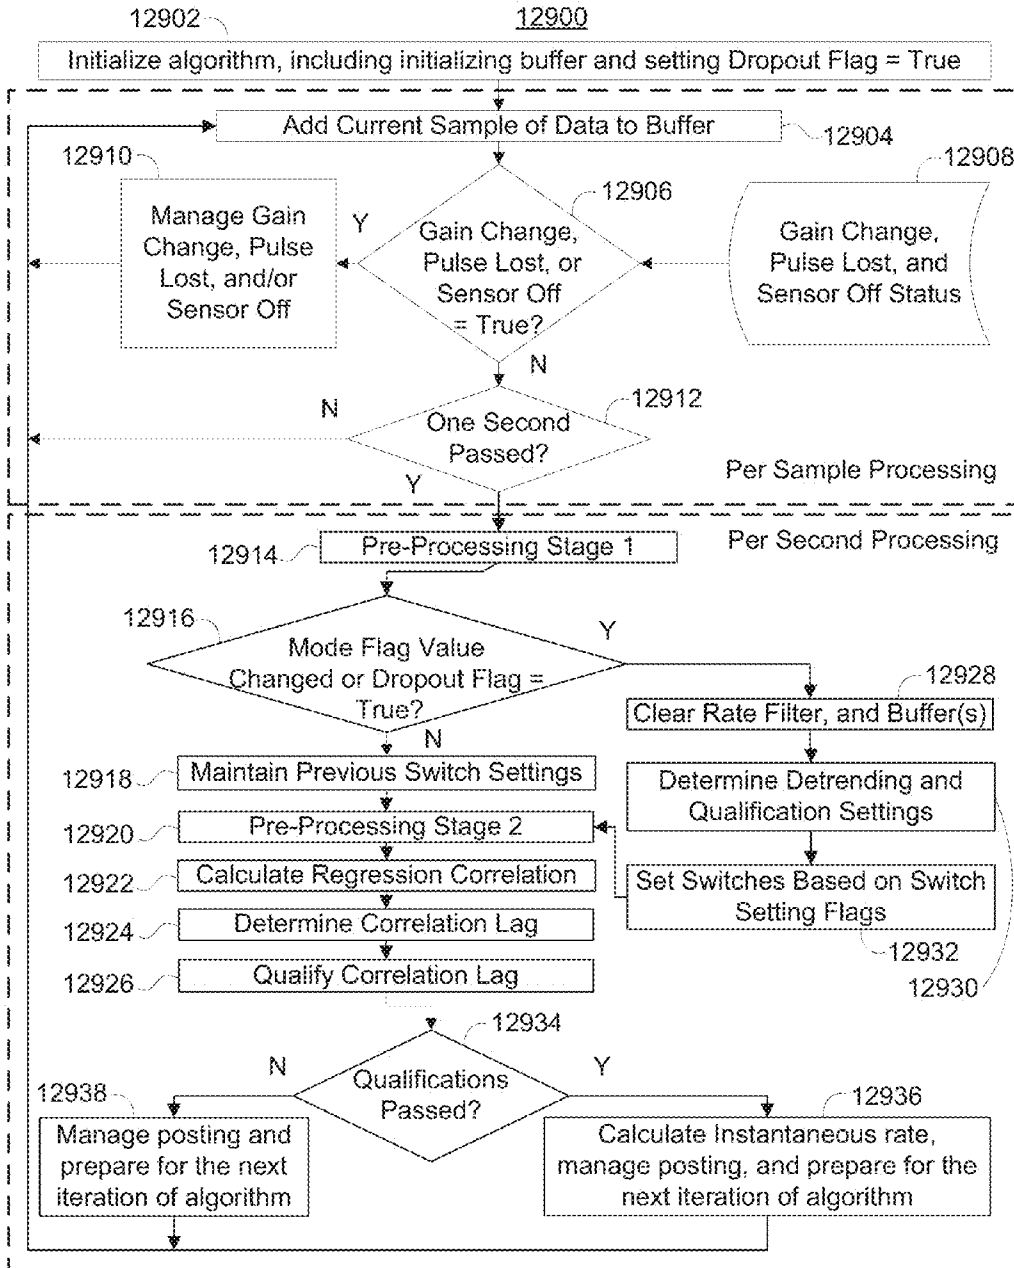 12902
12900
Initialize algorithm, including initializing buffer and setting Dropout Flag = True
Add Current Sample of Data to Buffer
12904
12910
12908
12906
Manage Gain
Change, Pulse
Lost, and/or
Sensor Off
Y
Gain Change,
Pulse Lost, or
Sensor Off
= True?
Gain Change,
Pulse Lost, and
Sensor Off Status
N
12912
N
One Second
Passed?
Y
Per Sample Processing
Per Second Processing
12914
Pre-Processing Stage 1
12916
Mode Flag Value
Changed or Dropout Flag =
True?
Y
N
12928
Clear Rate Filter, and Buffer(s)
12918
Maintain Previous Switch Settings
Determine Detrending and
Qualification Settings
12920
Pre-Processing Stage 2
12922
Calculate Regression Correlation
Set Switches Based on Switch
Setting Flags
12924
Determine Correlation Lag
12932
12926
Qualify Correlation Lag
12930
12934
N
Qualifications
Passed?
Y
12938
12936
Manage posting and
prepare for the next
iteration of algorithm
Calculate Instantaneous rate,
manage posting, and prepare for the
next iteration of algorithm